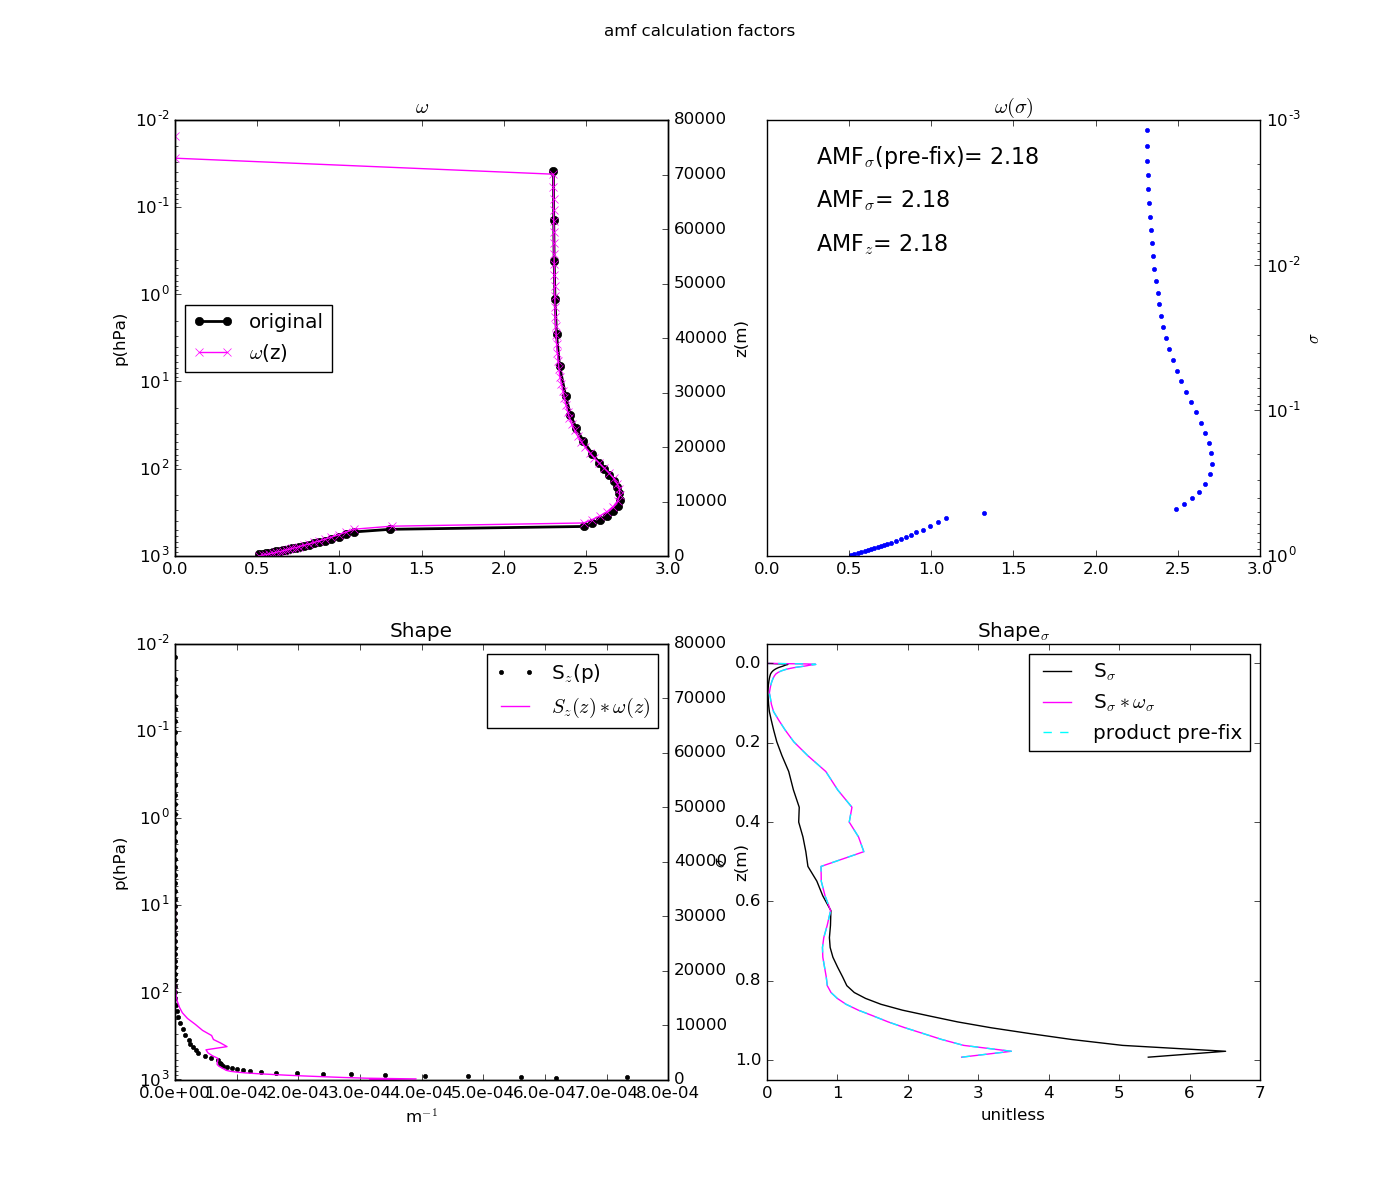 amf calculation factors
ω
10⁻²
10⁻¹
10⁰
10¹
10²
10³
p(hPa)
80000
70000
60000
50000
40000
30000
20000
10000
0
z(m)
original
ω(z)
0.0 0.5 1.0 1.5 2.0 2.5 3.0
ω(σ)
AMFσ(pre-fix)= 2.18
AMFσ= 2.18
AMF_z= 2.18
10⁻³
10⁻²
10⁻¹
10⁰
σ
0.0 0.5 1.0 1.5 2.0 2.5 3.0
Shape
10⁻²
10⁻¹
10⁰
10¹
10²
10³
p(hPa)
80000
70000
60000
50000
40000
30000
20000
10000
0
z(m)
S_z(p)
S_z(z)∗ω(z)
0.0e+00 1.0e-04 2.0e-04 3.0e-04 4.0e-04 5.0e-04 6.0e-04 7.0e-04 8.0e-04
m⁻¹
Shapeσ
0.0
0.2
0.4
0.6
0.8
1.0
σ
Sσ
Sσ∗ωσ
product pre-fix
0 1 2 3 4 5 6 7
unitless